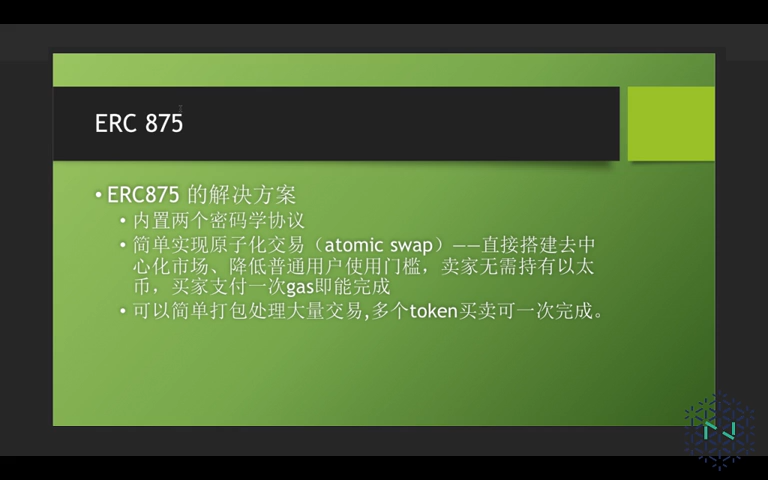 ERC 875
• ERC875 的解决方案
• 内置两个密码学协议
• 简单实现原子化交易（atomic swap）——直接搭建去中
心化市场、降低普通用户使用门槛，卖家无需持有以太
币，买家支付一次gas即能完成
• 可以简单打包处理大量交易,多个token买卖可一次完成。